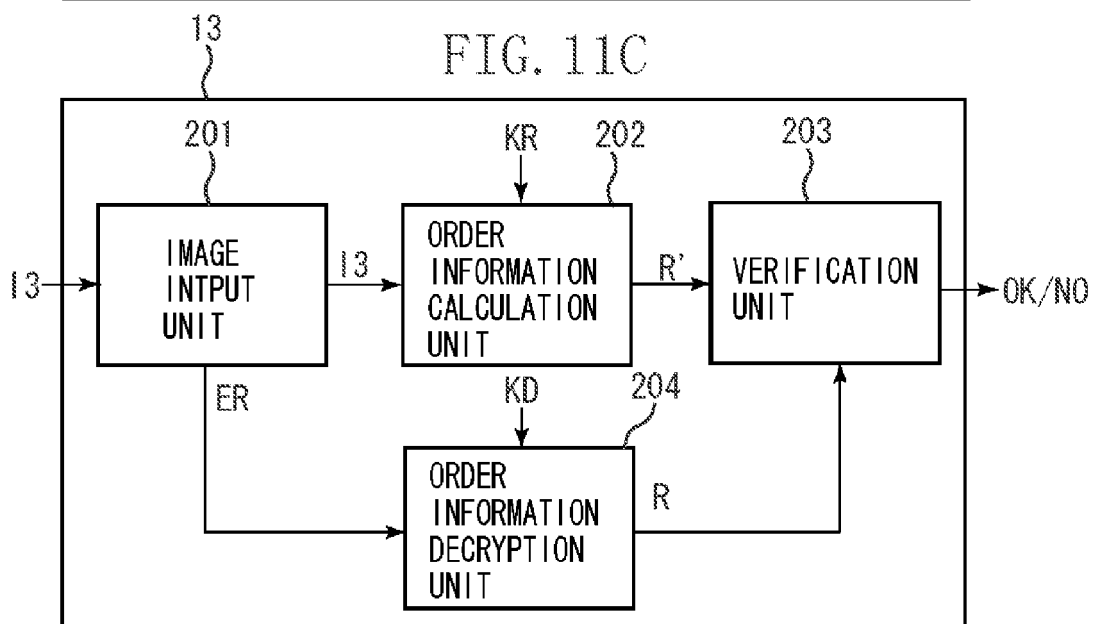 13
FIG. 11C
201
KR
202
203
I3
IMAGE
INTPUT
UNIT
I3
ORDER
INFORMATION
CALCULATION
UNIT
R'
VERIFICATION
UNIT
OK/NO
ER
KD
204
ORDER
INFORMATION
DECRYPTION
UNIT
R